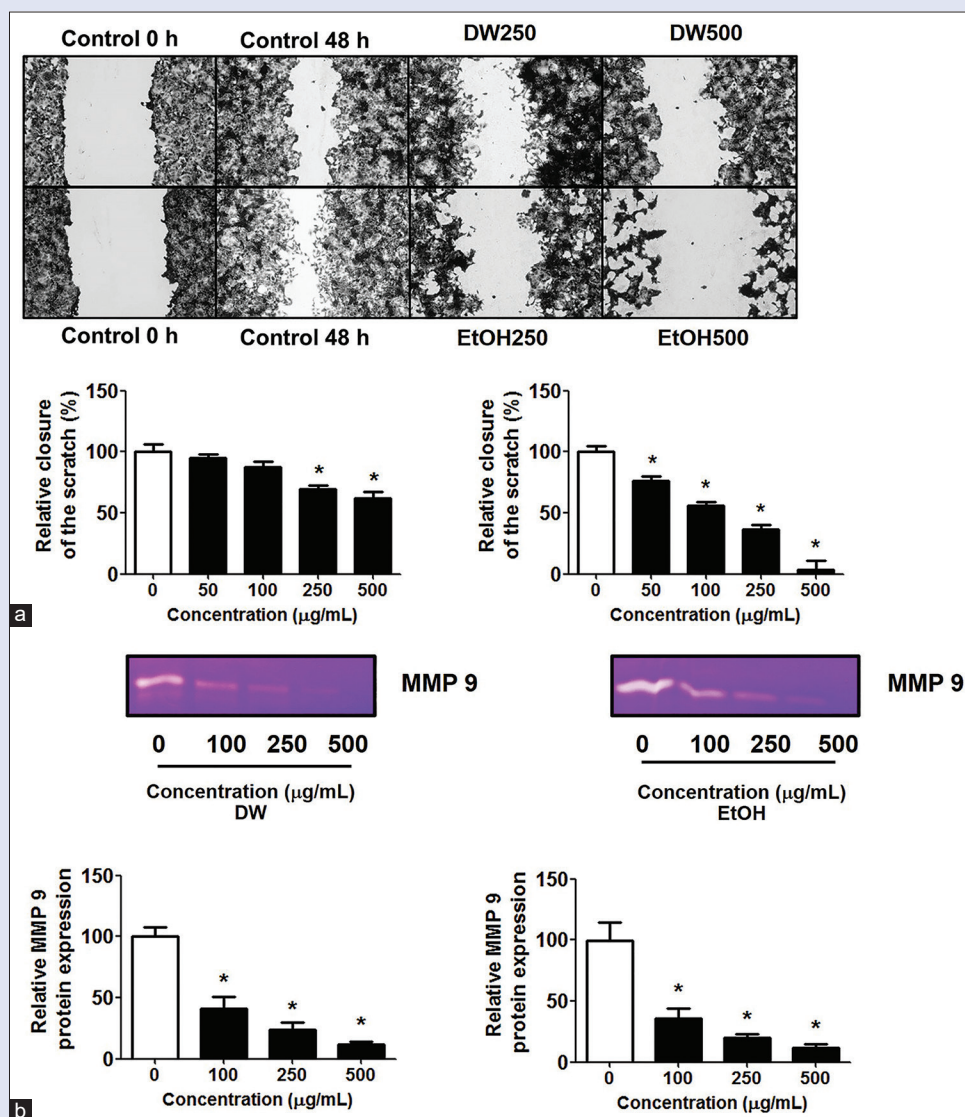 Control 0 h Control 48 h DW250 DW500
Control 0 h Control 48 h EtOH250 EtOH500
Relative closure
of the scratch (%)
150
100
50
0
* *
0 50 100 250 500
Concentration (μg/mL)
Relative closure
of the scratch (%)
150
100
50
0
* * * *
0 50 100 250 500
Concentration (μg/mL)
a
MMP 9
0 100 250 500
Concentration (μg/mL)
DW
MMP 9
0 100 250 500
Concentration (μg/mL)
EtOH
Relative MMP 9
protein expression
150
100
50
0
* * *
0 100 250 500
Concentration (μg/mL)
Relative MMP 9
protein expression
150
100
50
0
* * *
0 100 250 500
Concentration (μg/mL)
b